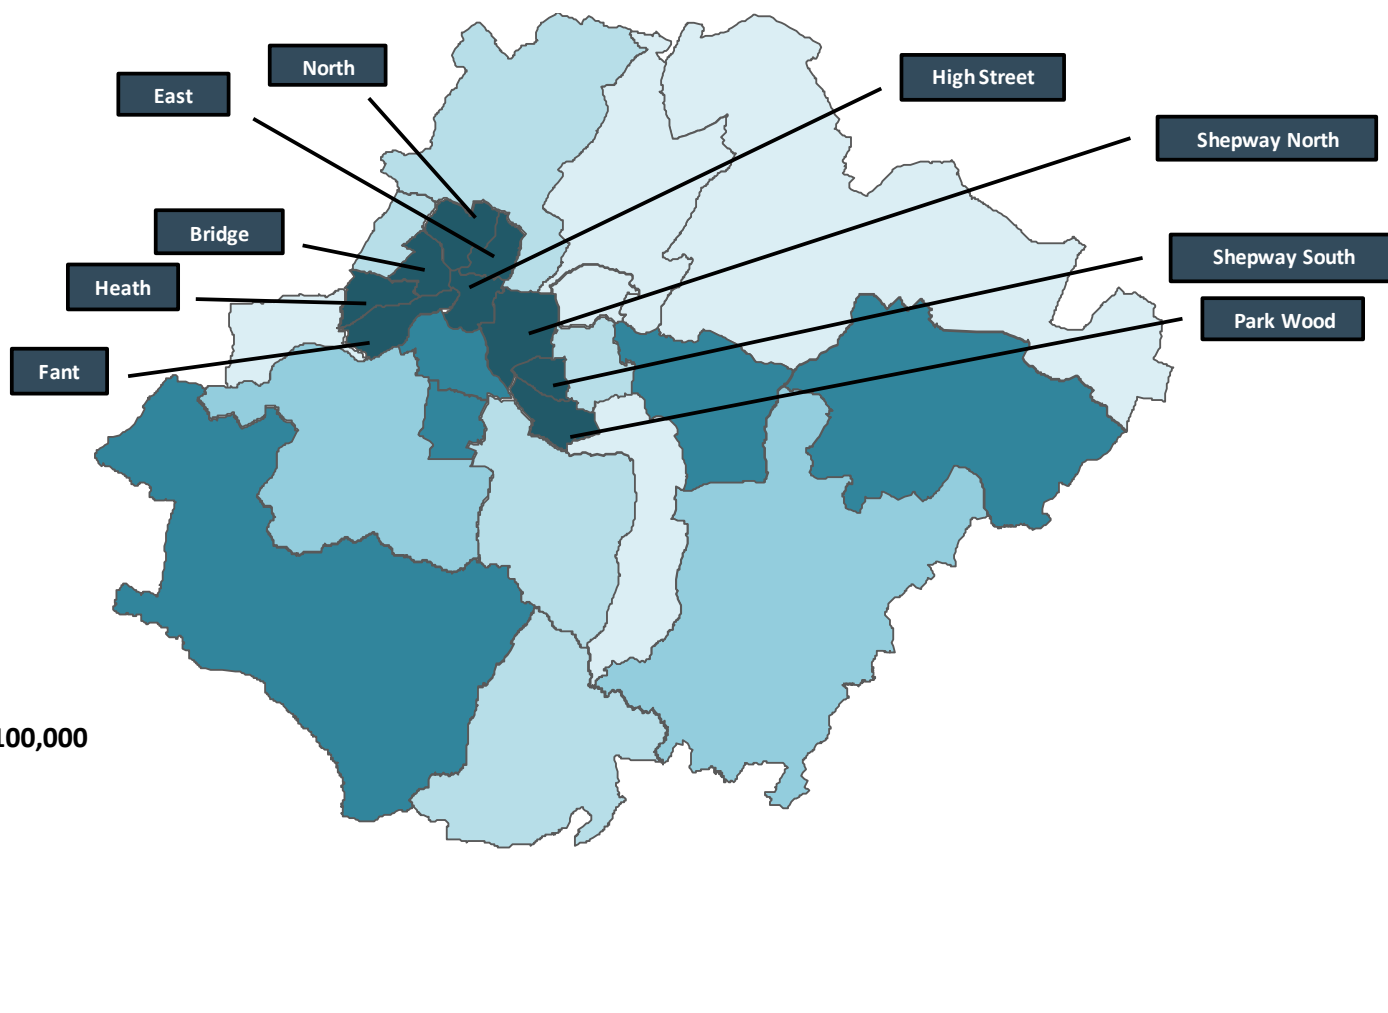 North
High Street
East
Shepway North
Bridge
Shepway South
Heath
Park Wood
Fant
100,000